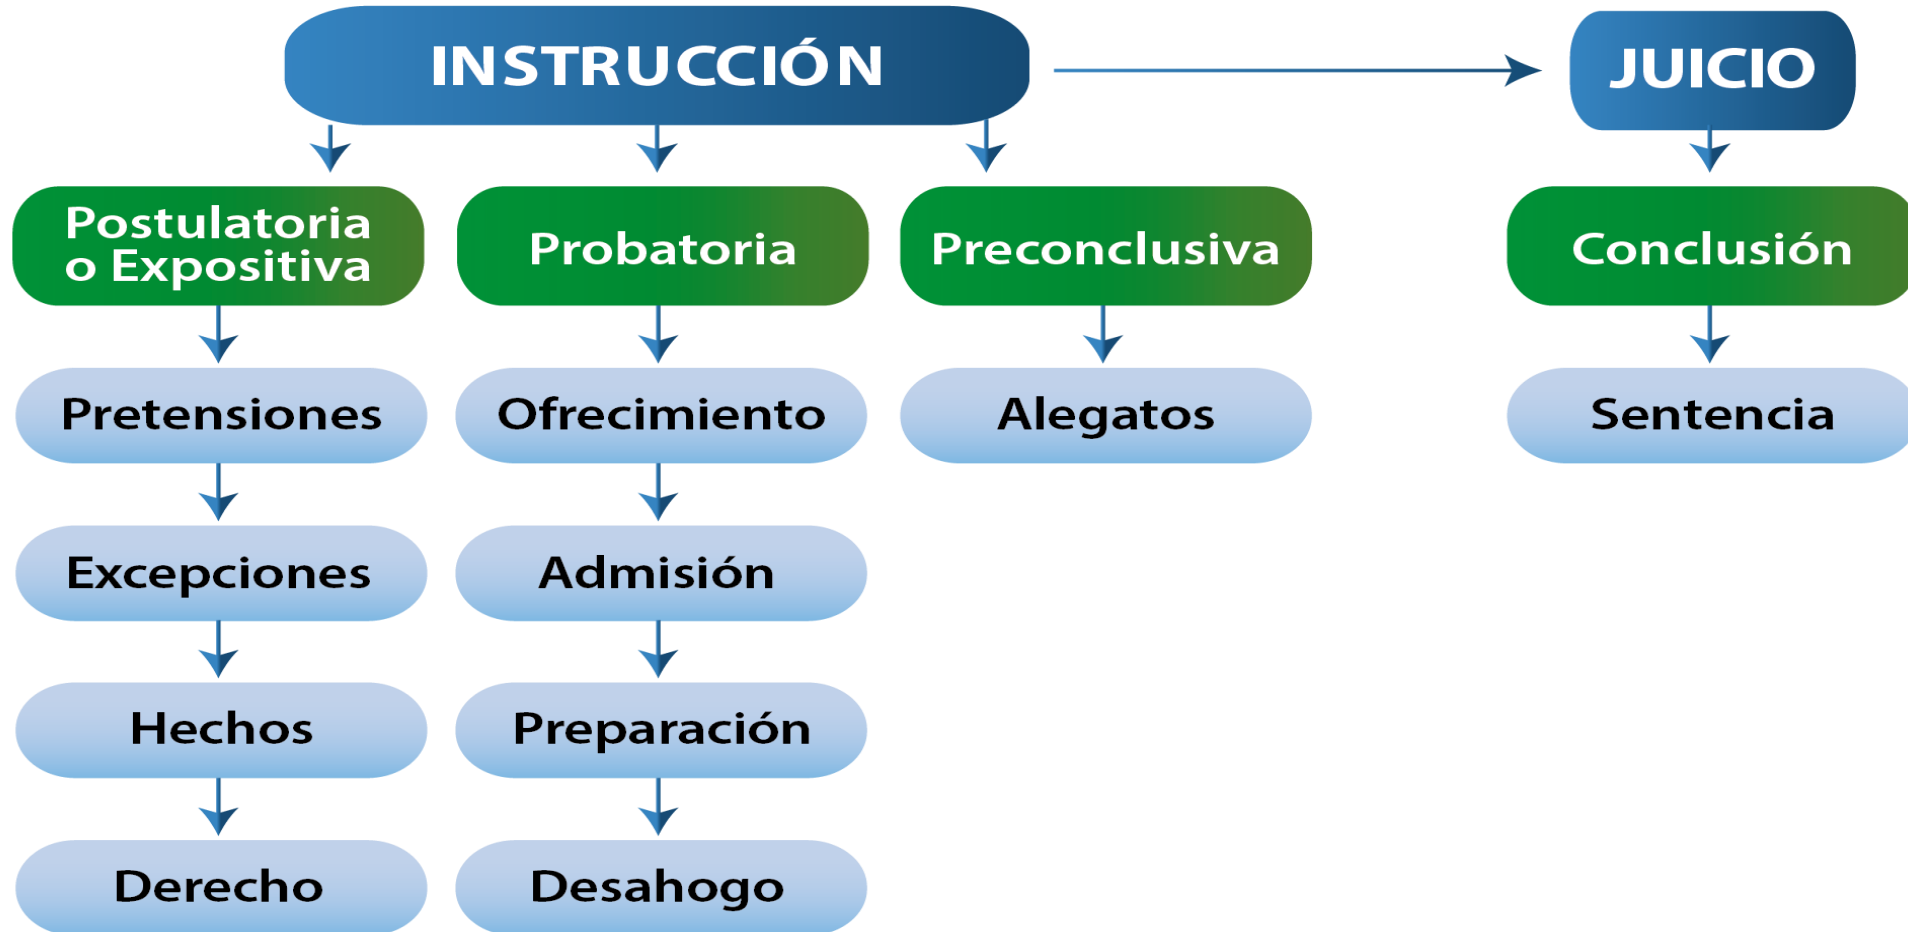 INSTRUCCIÓN
JUICIO
Postulatoria
o Expositiva
Probatoria
Preconclusiva
Conclusión
Pretensiones
Ofrecimiento
Alegatos
Sentencia
Excepciones
Admisión
Hechos
Preparación
Derecho
Desahogo